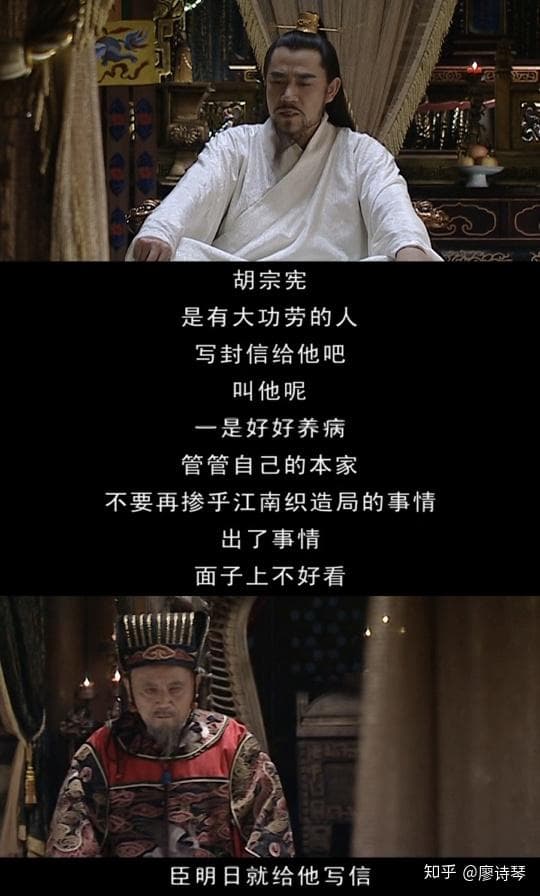 胡宗宪
是有大功劳的人
写封信给他吧
叫他呢
一是好好养病
管管自己的本家
不要再掺乎江南织造局的事情
出了事情
面子上不好看
臣明日就给他写信
知乎 @廖诗琴